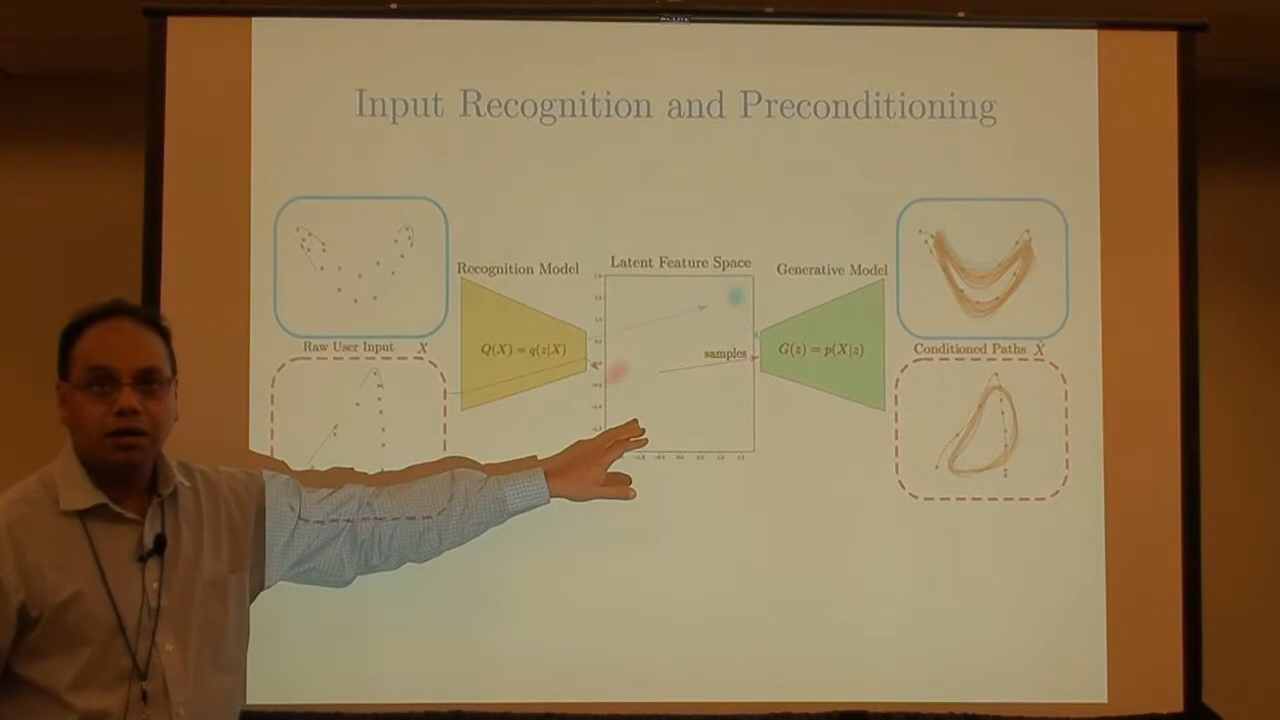 Input Recognition and Preconditioning
Recognition Model
Latent Feature Space
Generative Model
Q(X) = q(z|X)
samples
G(z) = p(X|z)
Raw User Input X
Conditioned Paths X̂